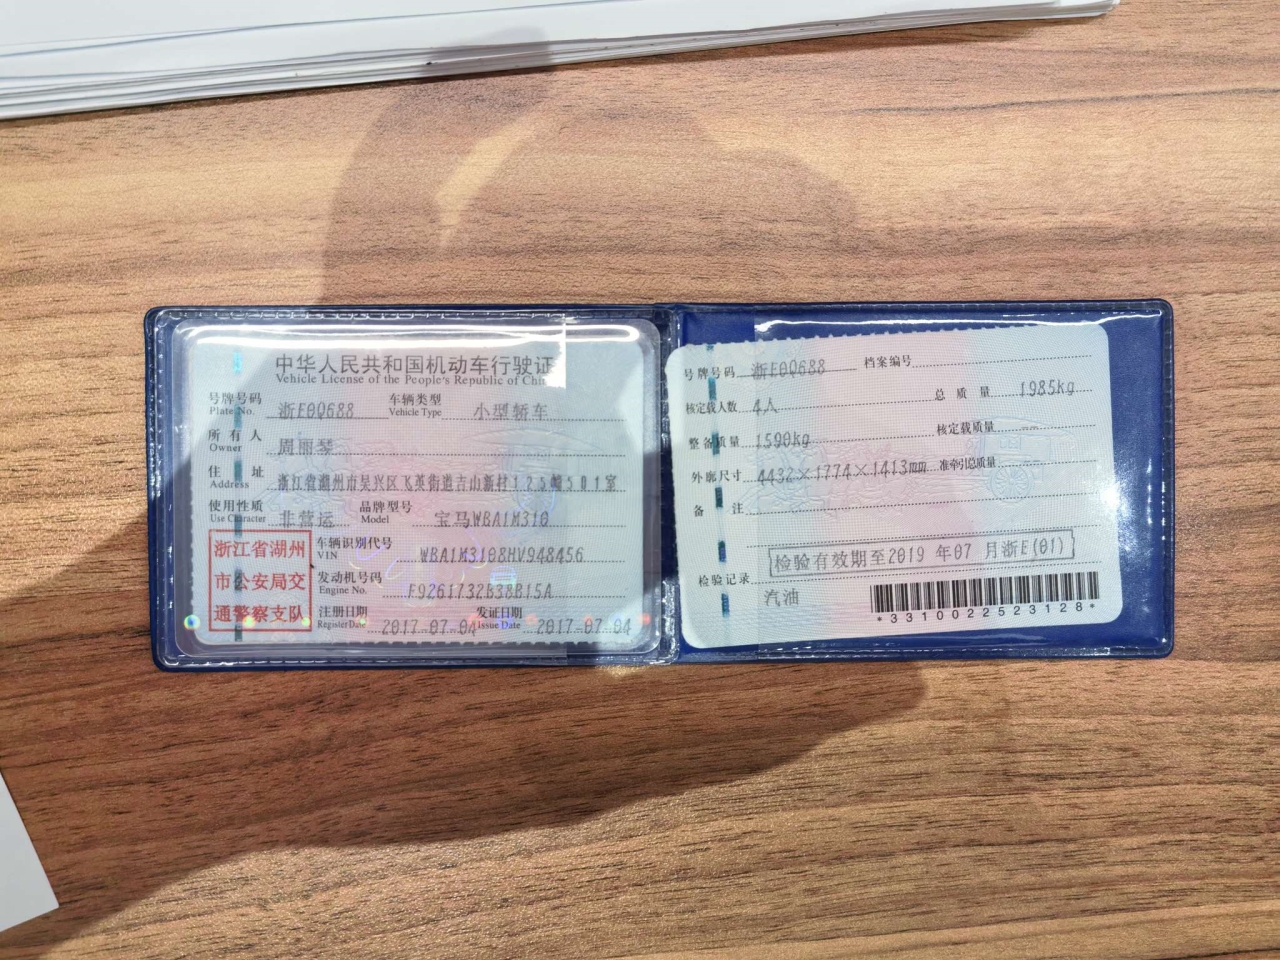 中华人民共和国机动车行驶证
Vehicle License of the People's Republic of China
号牌号码 Plate No. 浙E0Q688 车辆类型 Vehicle Type 小型轿车
所有人 Owner 周丽琴
住址 Address 浙江省湖州市吴兴区飞英街道吉山新村125幢501室
使用性质 Use Character 非营运 品牌型号 Model 宝马WBA1M310
车辆识别代号 VIN WBA1M3108HV948456
发动机号码 Engine No. F9261732B38B15A
注册日期 Register Date 2017-07-04 发证日期 Issue Date 2017-07-04
浙江省湖州
市公安局交
通警察支队
号牌号码 浙E0Q688 档案编号
核定载人数 4人 总质量 1985kg
整备质量 1590kg 核定载质量 --
外廓尺寸 4432×1774×1413mm 准牵引总质量
备注
检验有效期至2019 年07 月浙E(01)
检验记录
汽油
*3310022523128*